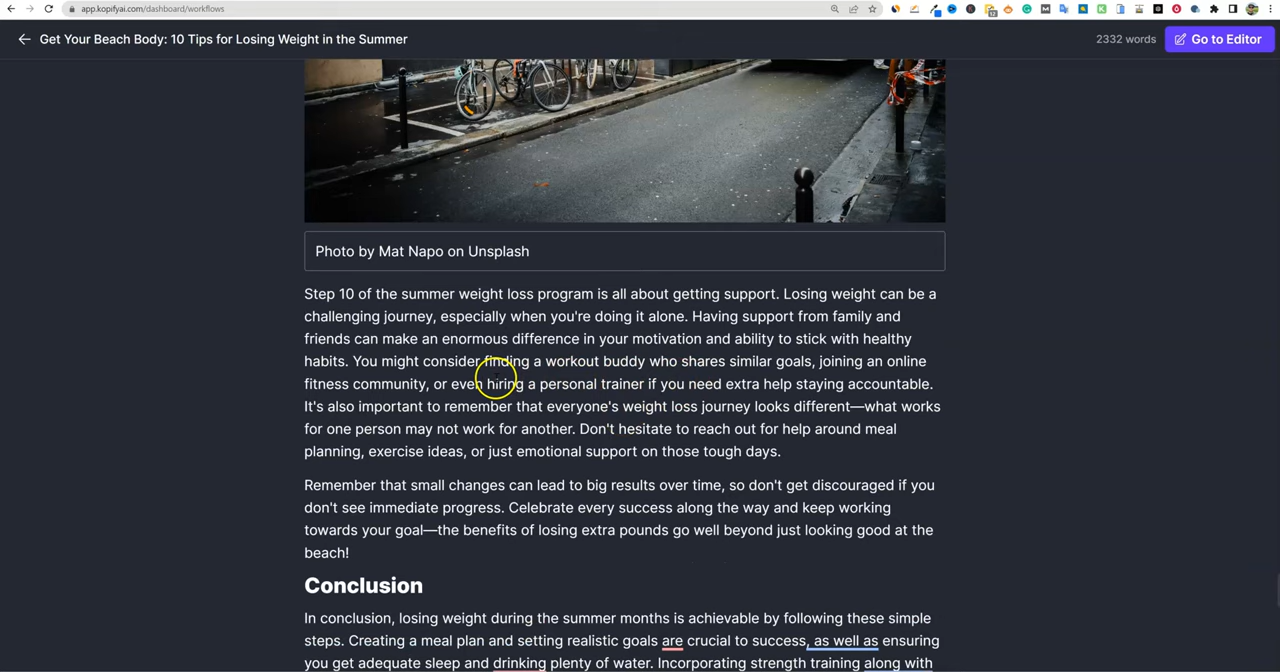 app.kopifyai.com/dashboard/workflows
Get Your Beach Body: 10 Tips for Losing Weight in the Summer
2332 words
Go to Editor
Photo by Mat Napo on Unsplash
Step 10 of the summer weight loss program is all about getting support. Losing weight can be a
challenging journey, especially when you're doing it alone. Having support from family and
friends can make an enormous difference in your motivation and ability to stick with healthy
habits. You might consider finding a workout buddy who shares similar goals, joining an online
fitness community, or even hiring a personal trainer if you need extra help staying accountable.
It's also important to remember that everyone's weight loss journey looks different—what works
for one person may not work for another. Don't hesitate to reach out for help around meal
planning, exercise ideas, or just emotional support on those tough days.
Remember that small changes can lead to big results over time, so don't get discouraged if you
don't see immediate progress. Celebrate every success along the way and keep working
towards your goal—the benefits of losing extra pounds go well beyond just looking good at the
beach!
Conclusion
In conclusion, losing weight during the summer months is achievable by following these simple
steps. Creating a meal plan and setting realistic goals are crucial to success, as well as ensuring
you get adequate sleep and drinking plenty of water. Incorporating strength training along with